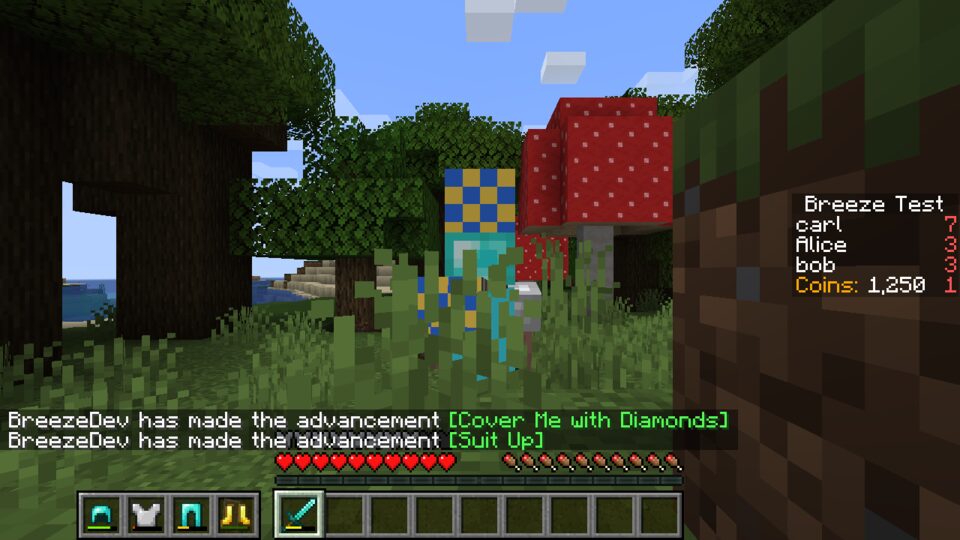 Breeze Test
carl 7
Alice 3
bob 3
Coins: 1,250 1
BreezeDev has made the advancement [Cover Me with Diamonds]
BreezeDev has made the advancement [Suit Up]